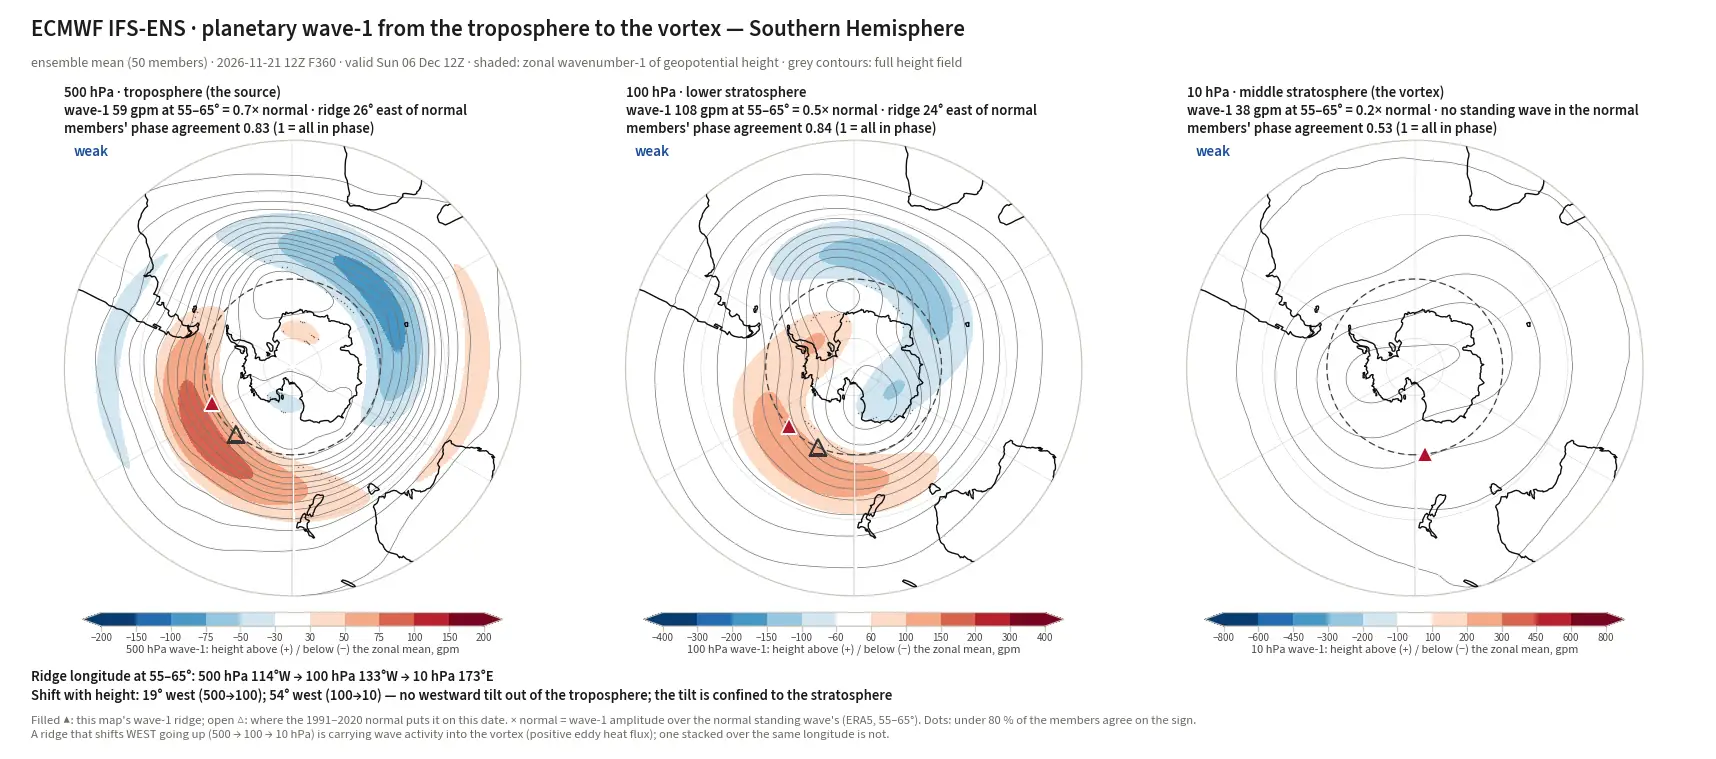 ECMWF IFS-ENS · planetary wave-1 from the troposphere to the vortex — Southern Hemisphere
ensemble mean (50 members) · 2026-11-21 12Z F360 · valid Sun 06 Dec 12Z · shaded: zonal wavenumber-1 of geopotential height · grey contours: full height field
500 hPa · troposphere (the source)
wave-1 59 gpm at 55–65° = 0.7× normal · ridge 26° east of normal
members' phase agreement 0.83 (1 = all in phase)
weak
100 hPa · lower stratosphere
wave-1 108 gpm at 55–65° = 0.5× normal · ridge 24° east of normal
members' phase agreement 0.84 (1 = all in phase)
weak
10 hPa · middle stratosphere (the vortex)
wave-1 38 gpm at 55–65° = 0.2× normal · no standing wave in the normal
members' phase agreement 0.53 (1 = all in phase)
weak
−200 −150 −100 −75 −50 −30 30 50 75 100 150 200
500 hPa wave-1: height above (+) / below (−) the zonal mean, gpm
−400 −300 −200 −150 −100 −60 60 100 150 200 300 400
100 hPa wave-1: height above (+) / below (−) the zonal mean, gpm
−800 −600 −450 −300 −200 −100 100 200 300 450 600 800
10 hPa wave-1: height above (+) / below (−) the zonal mean, gpm
Ridge longitude at 55–65°: 500 hPa 114°W → 100 hPa 133°W → 10 hPa 173°E
Shift with height: 19° west (500→100); 54° west (100→10) — no westward tilt out of the troposphere; the tilt is confined to the stratosphere
Filled ▲: this map's wave-1 ridge; open △: where the 1991–2020 normal puts it on this date. × normal = wave-1 amplitude over the normal standing wave's (ERA5, 55–65°). Dots: under 80 % of the members agree on the sign.
A ridge that shifts WEST going up (500 → 100 → 10 hPa) is carrying wave activity into the vortex (positive eddy heat flux); one stacked over the same longitude is not.